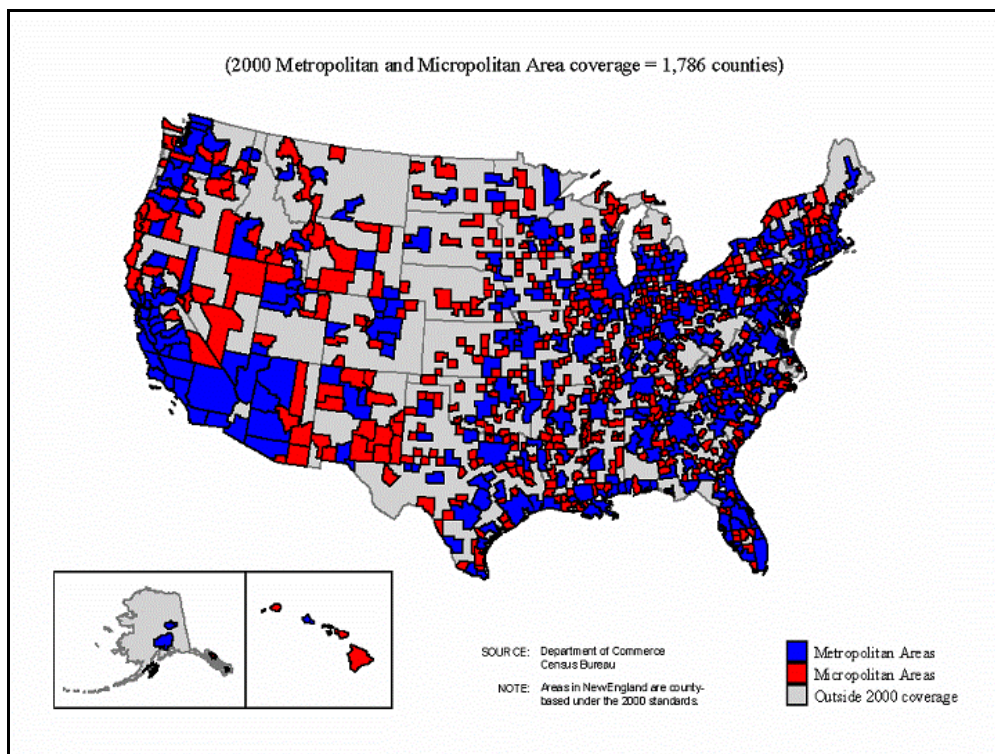 (2000 Metropolitan and Micropolitan Area coverage = 1,786 counties)
SOURCE: Department of Commerce
Census Bureau
NOTE: Areas in New England are county-
based under the 2000 standards.
Metropolitan Areas
Micropolitan Areas
Outside 2000 coverage